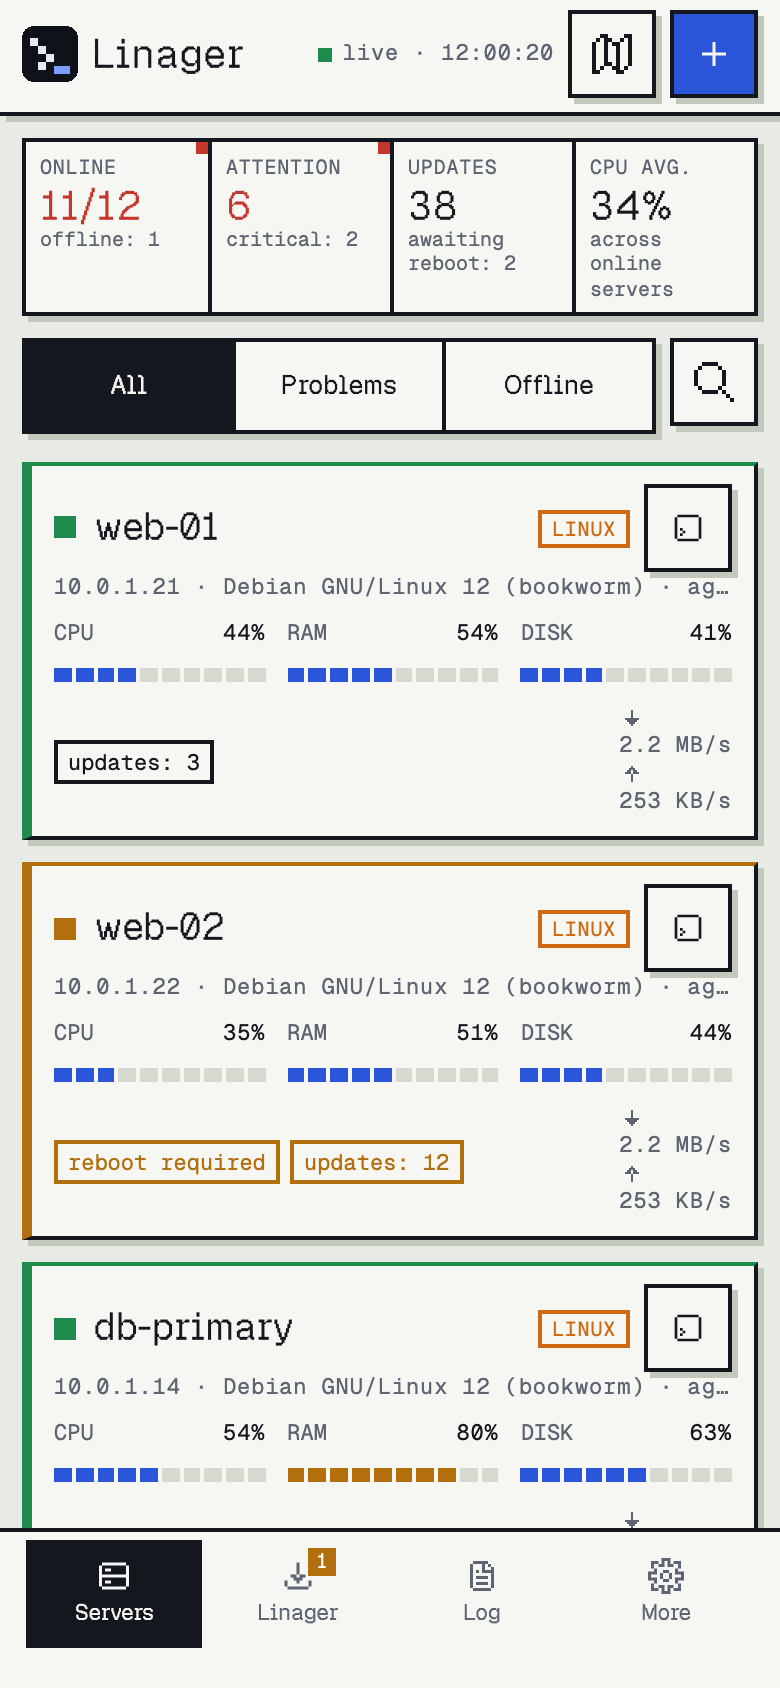 Linager
live · 12:00:20
ONLINE
11/12
offline: 1
ATTENTION
6
critical: 2
UPDATES
38
awaiting
reboot: 2
CPU AVG.
34%
across
online
servers
All
Problems
Offline
web-01
LINUX
10.0.1.21 · Debian GNU/Linux 12 (bookworm) · ag…
CPU 44% RAM 54% DISK 41%
updates: 3
2.2 MB/s
253 KB/s
web-02
LINUX
10.0.1.22 · Debian GNU/Linux 12 (bookworm) · ag…
CPU 35% RAM 51% DISK 44%
reboot required
updates: 12
2.2 MB/s
253 KB/s
db-primary
LINUX
10.0.1.14 · Debian GNU/Linux 12 (bookworm) · ag…
CPU 54% RAM 80% DISK 63%
Servers
1
Linager
Log
More